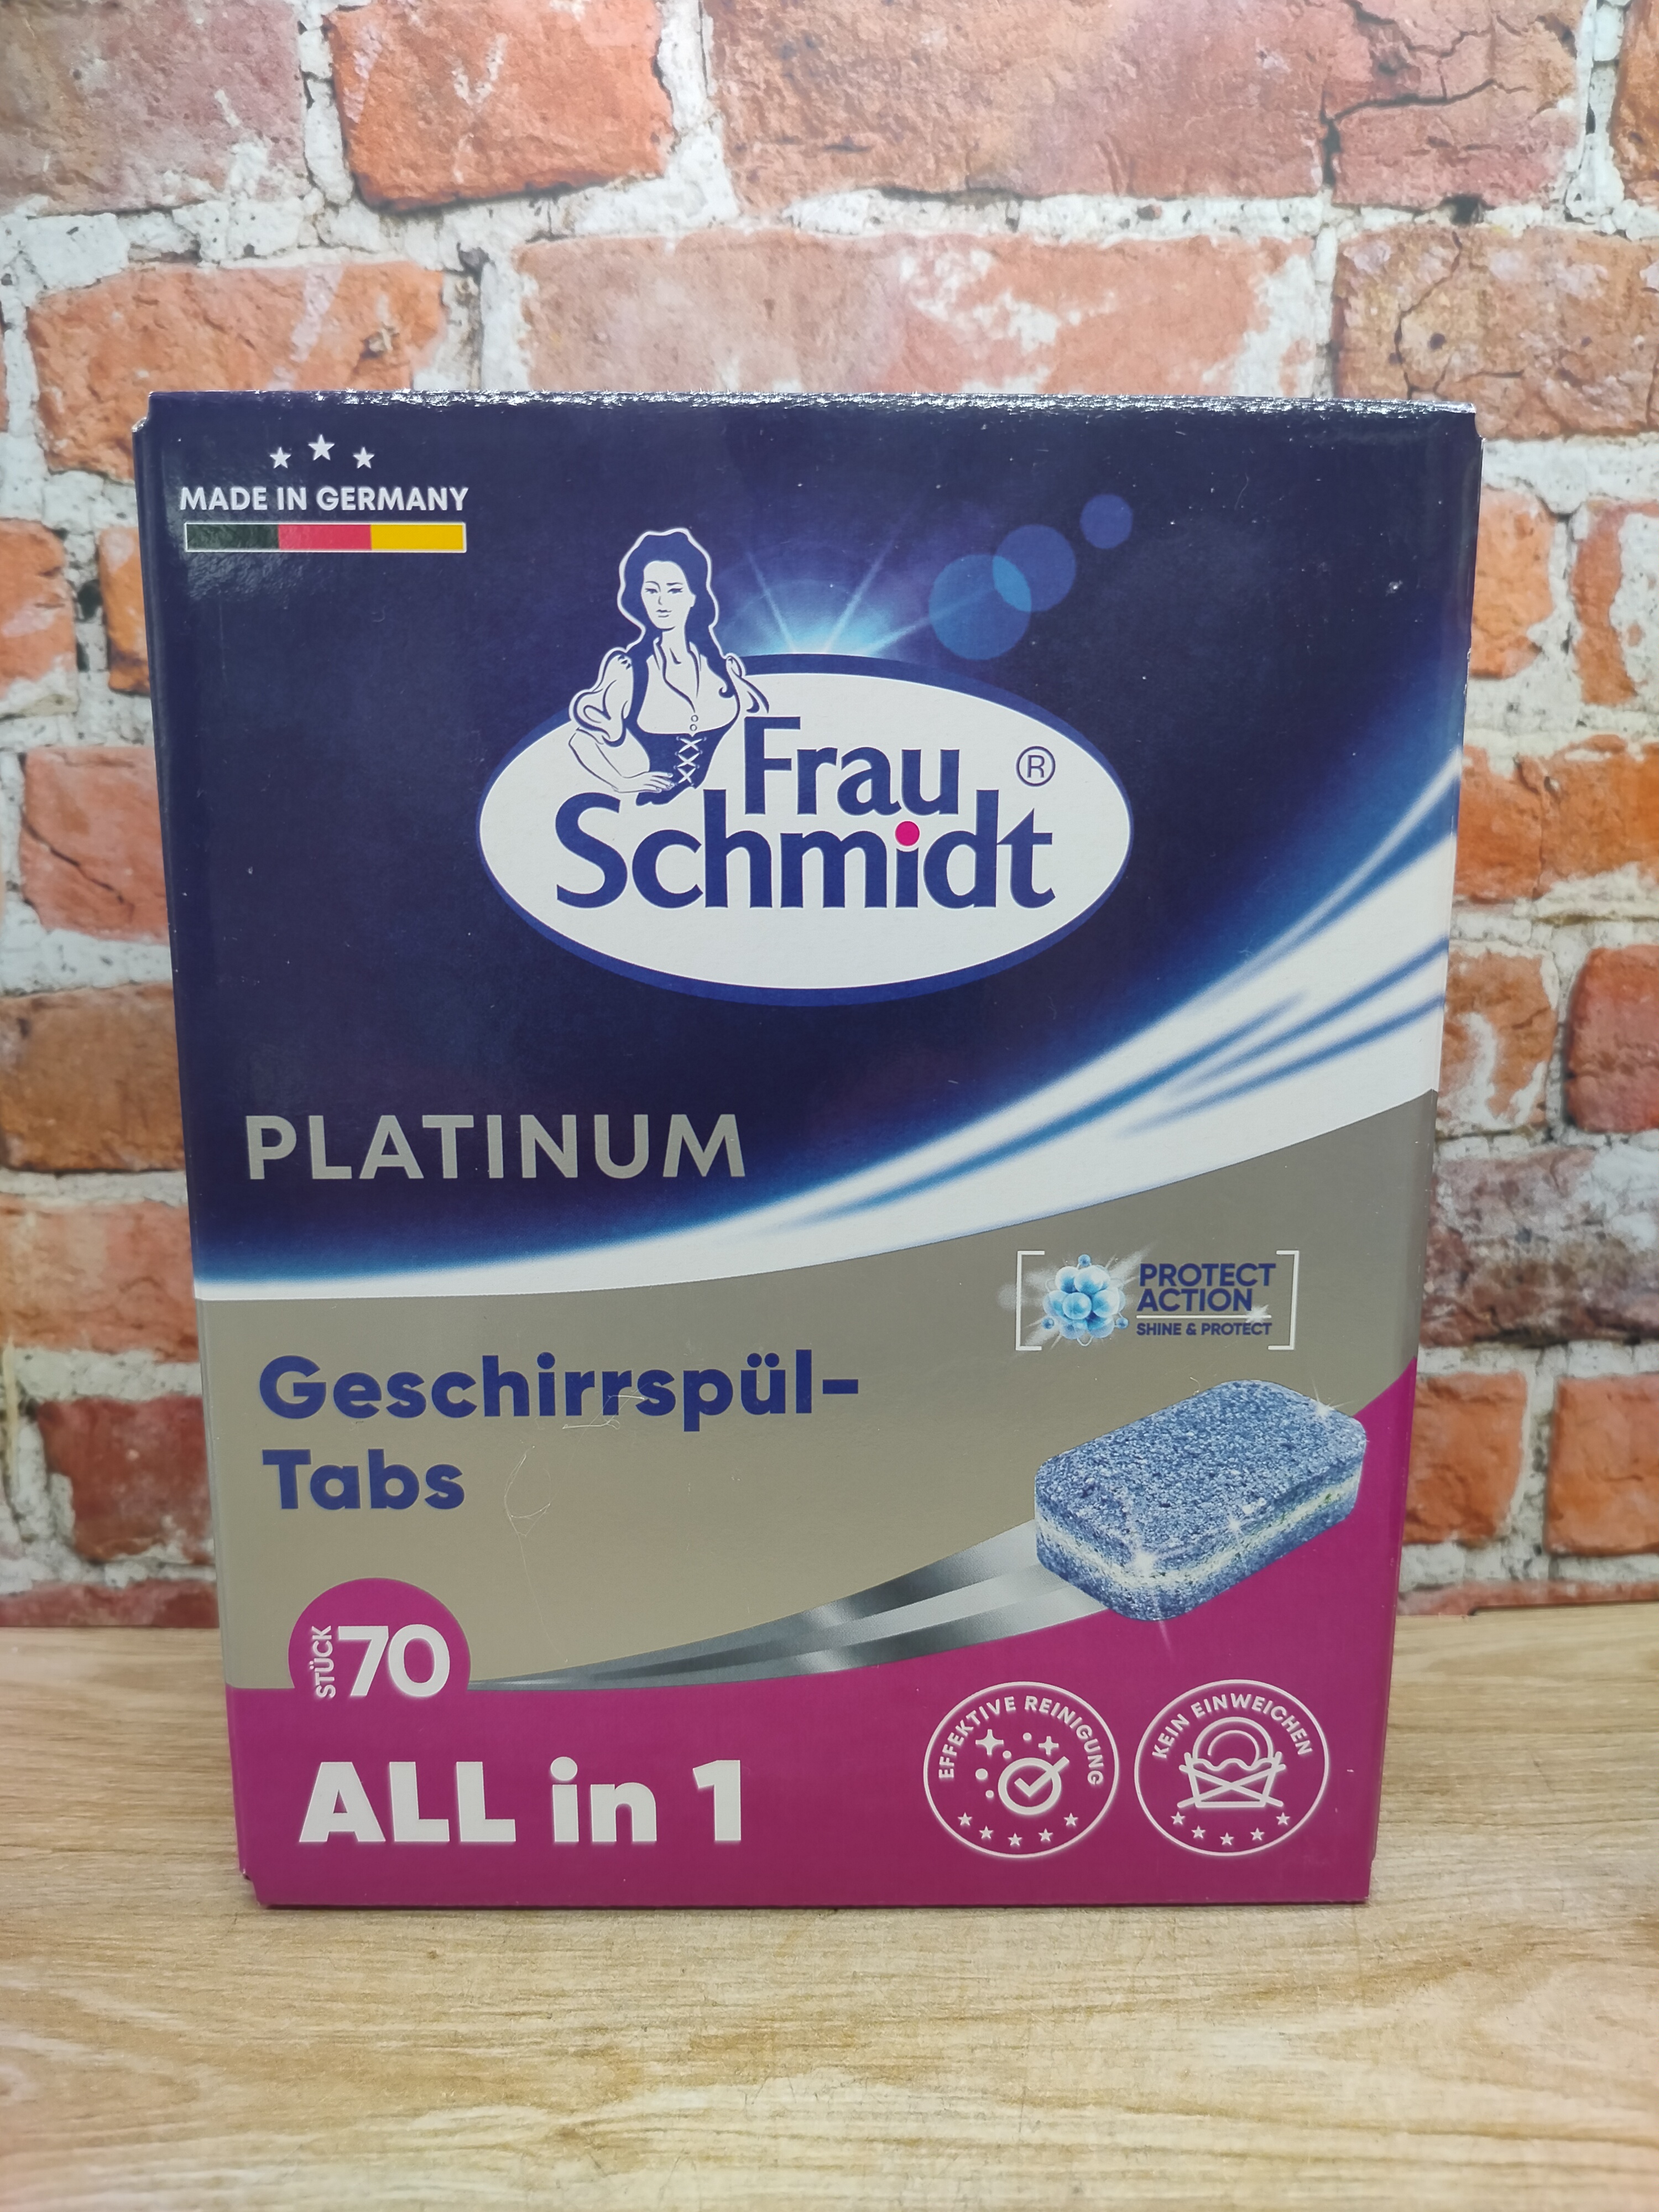 MADE IN GERMANY
Frau ®
Schmidt
PLATINUM
PROTECT
ACTION
SHINE & PROTECT
Geschirrspül-
Tabs
STÜCK 70
ALL in 1
EFFEKTIVE REINIGUNG
KEIN EINWEICHEN